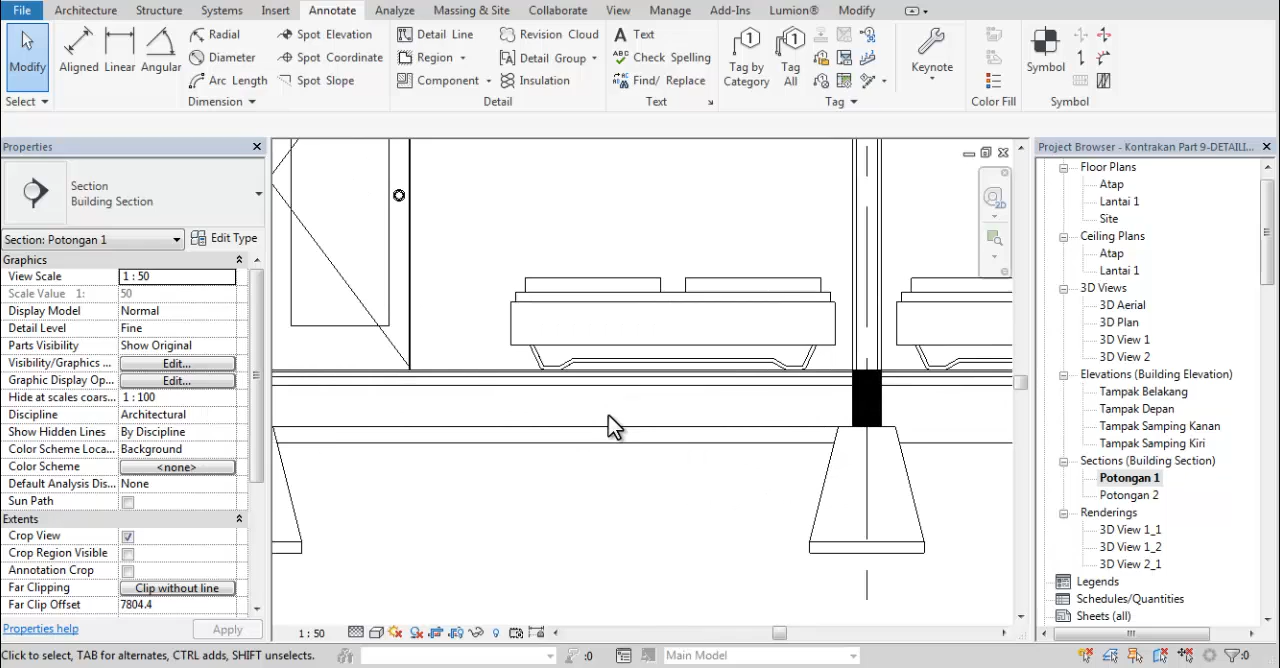 File Architecture Structure Systems Insert Annotate Analyze Massing & Site Collaborate View Manage Add-Ins Lumion® Modify
Modify
Select
Aligned Linear Angular
Radial
Diameter
Arc Length
Spot Elevation
Spot Coordinate
Spot Slope
Dimension
Detail Line
Region
Component
Revision Cloud
Detail Group
Insulation
Detail
A Text
ABC Check Spelling
Find/ Replace
Text
1
Tag by Category
1
Tag All
Tag
Keynote
Color Fill
Symbol
Symbol
Properties
Section
Building Section
Section: Potongan 1
Edit Type
Graphics
View Scale 1 : 50
Scale Value 1: 50
Display Model Normal
Detail Level Fine
Parts Visibility Show Original
Visibility/Graphics ... Edit...
Graphic Display Op... Edit...
Hide at scales coars... 1 : 100
Discipline Architectural
Show Hidden Lines By Discipline
Color Scheme Loca... Background
Color Scheme <none>
Default Analysis Dis... None
Sun Path
Extents
Crop View
Crop Region Visible
Annotation Crop
Far Clipping Clip without line
Far Clip Offset 7804.4
Properties help
Apply
2D
1 : 50
Project Browser - Kontrakan Part 9-DETAILI...
Floor Plans
Atap
Lantai 1
Site
Ceiling Plans
Atap
Lantai 1
3D Views
3D Aerial
3D Plan
3D View 1
3D View 2
Elevations (Building Elevation)
Tampak Belakang
Tampak Depan
Tampak Samping Kanan
Tampak Samping Kiri
Sections (Building Section)
Potongan 1
Potongan 2
Renderings
3D View 1_1
3D View 1_2
3D View 2_1
Legends
Schedules/Quantities
Sheets (all)
Click to select, TAB for alternates, CTRL adds, SHIFT unselects.
:0
Main Model
:0